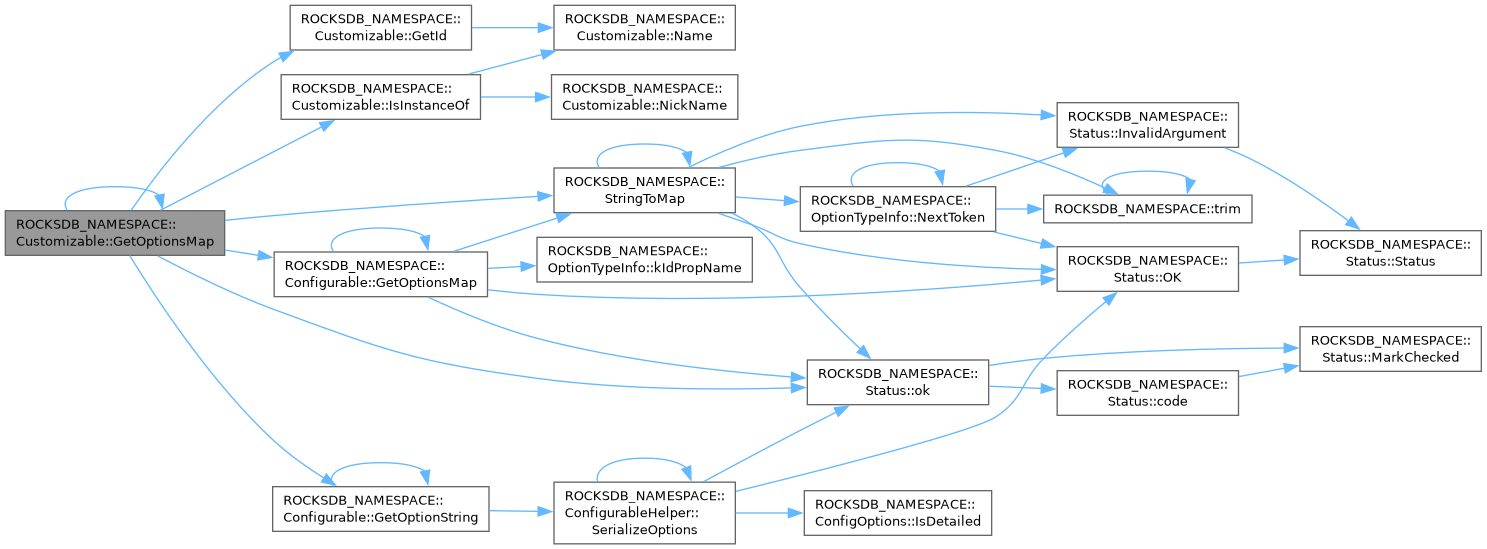 ROCKSDB_NAMESPACE::
Customizable::GetOptionsMap
ROCKSDB_NAMESPACE::
Customizable::GetId
ROCKSDB_NAMESPACE::
Customizable::IsInstanceOf
ROCKSDB_NAMESPACE::
Configurable::GetOptionsMap
ROCKSDB_NAMESPACE::
Configurable::GetOptionString
ROCKSDB_NAMESPACE::
Customizable::Name
ROCKSDB_NAMESPACE::
Customizable::NickName
ROCKSDB_NAMESPACE::
StringToMap
ROCKSDB_NAMESPACE::
OptionTypeInfo::kIdPropName
ROCKSDB_NAMESPACE::
ConfigurableHelper::
SerializeOptions
ROCKSDB_NAMESPACE::
OptionTypeInfo::NextToken
ROCKSDB_NAMESPACE::
Status::ok
ROCKSDB_NAMESPACE::
ConfigOptions::IsDetailed
ROCKSDB_NAMESPACE::
Status::InvalidArgument
ROCKSDB_NAMESPACE::trim
ROCKSDB_NAMESPACE::
Status::OK
ROCKSDB_NAMESPACE::
Status::code
ROCKSDB_NAMESPACE::
Status::Status
ROCKSDB_NAMESPACE::
Status::MarkChecked